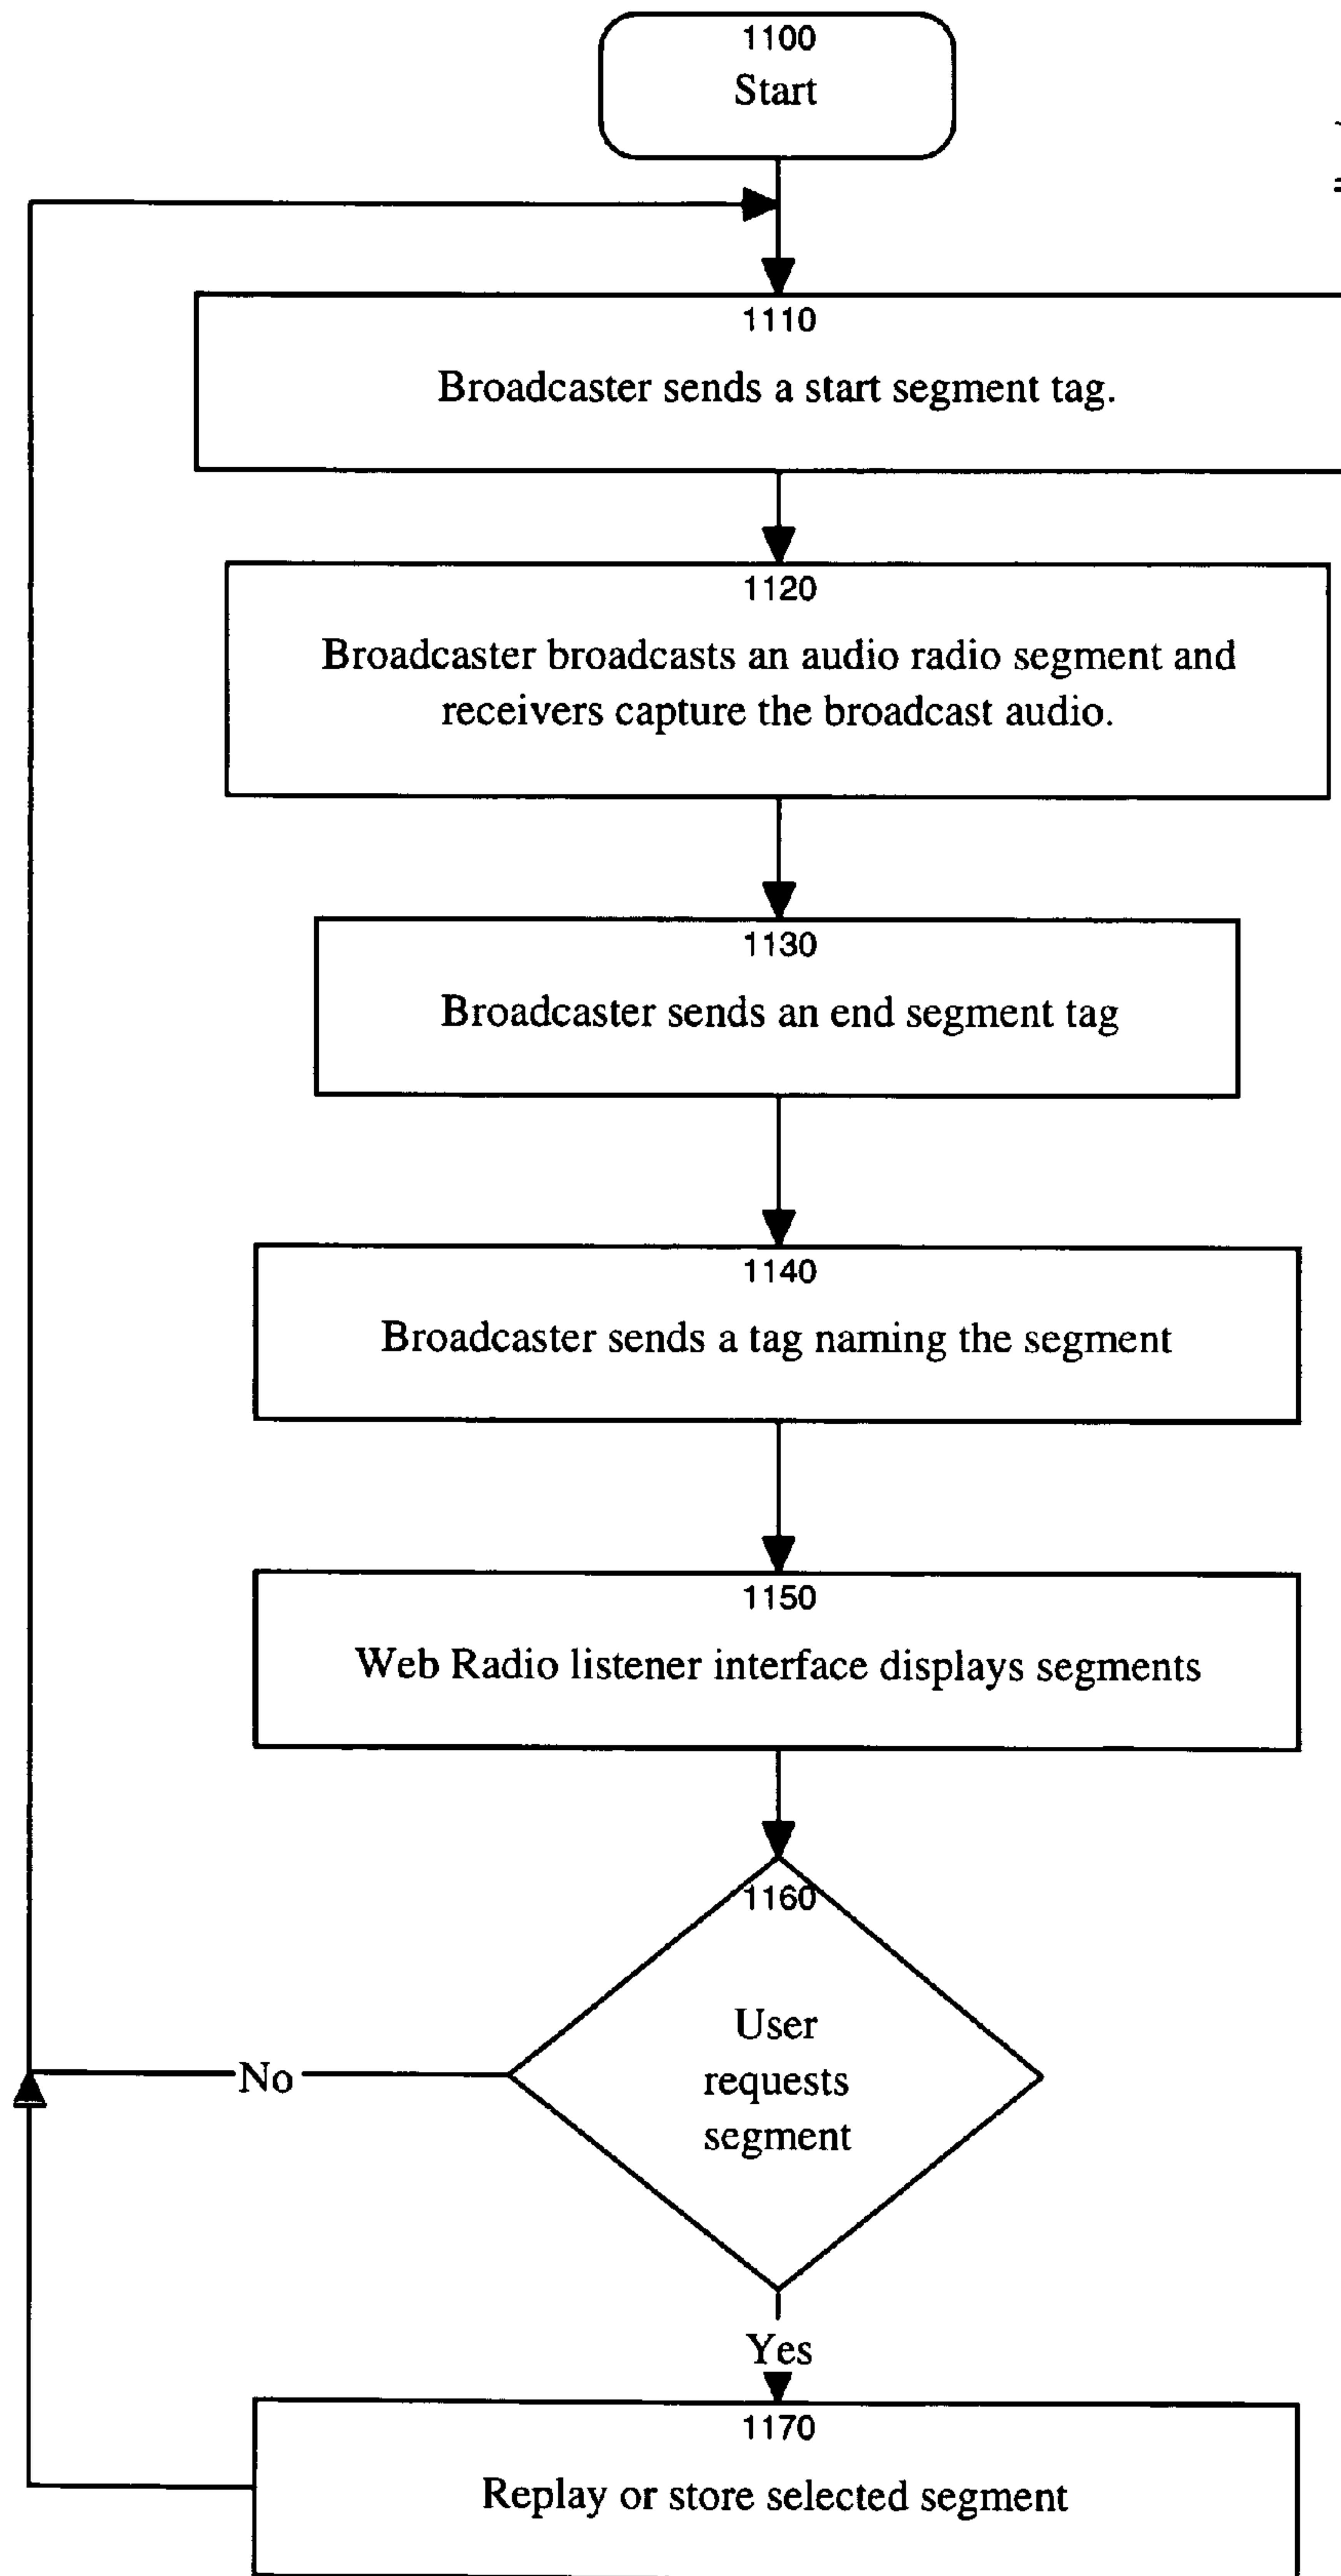 1100
Start
1110
Broadcaster sends a start segment tag.
1120
Broadcaster broadcasts an audio radio segment and
receivers capture the broadcast audio.
1130
Broadcaster sends an end segment tag
1140
Broadcaster sends a tag naming the segment
1150
Web Radio listener interface displays segments
1160
User
requests
segment
No
Yes
1170
Replay or store selected segment